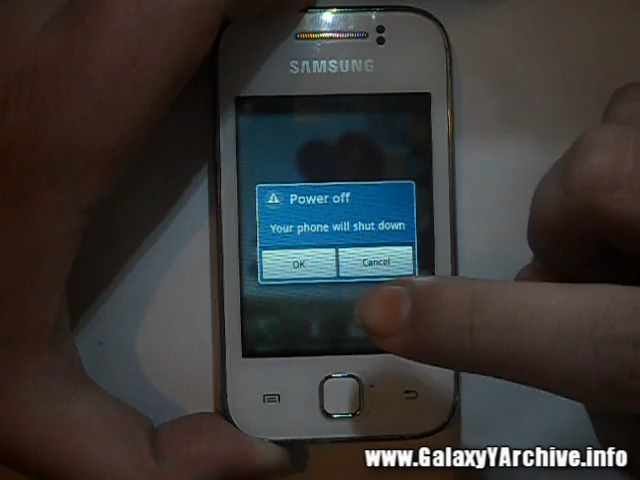 SAMSUNG
Power off
Your phone will shut down
OK
Cancel
www.GalaxyYArchive.info